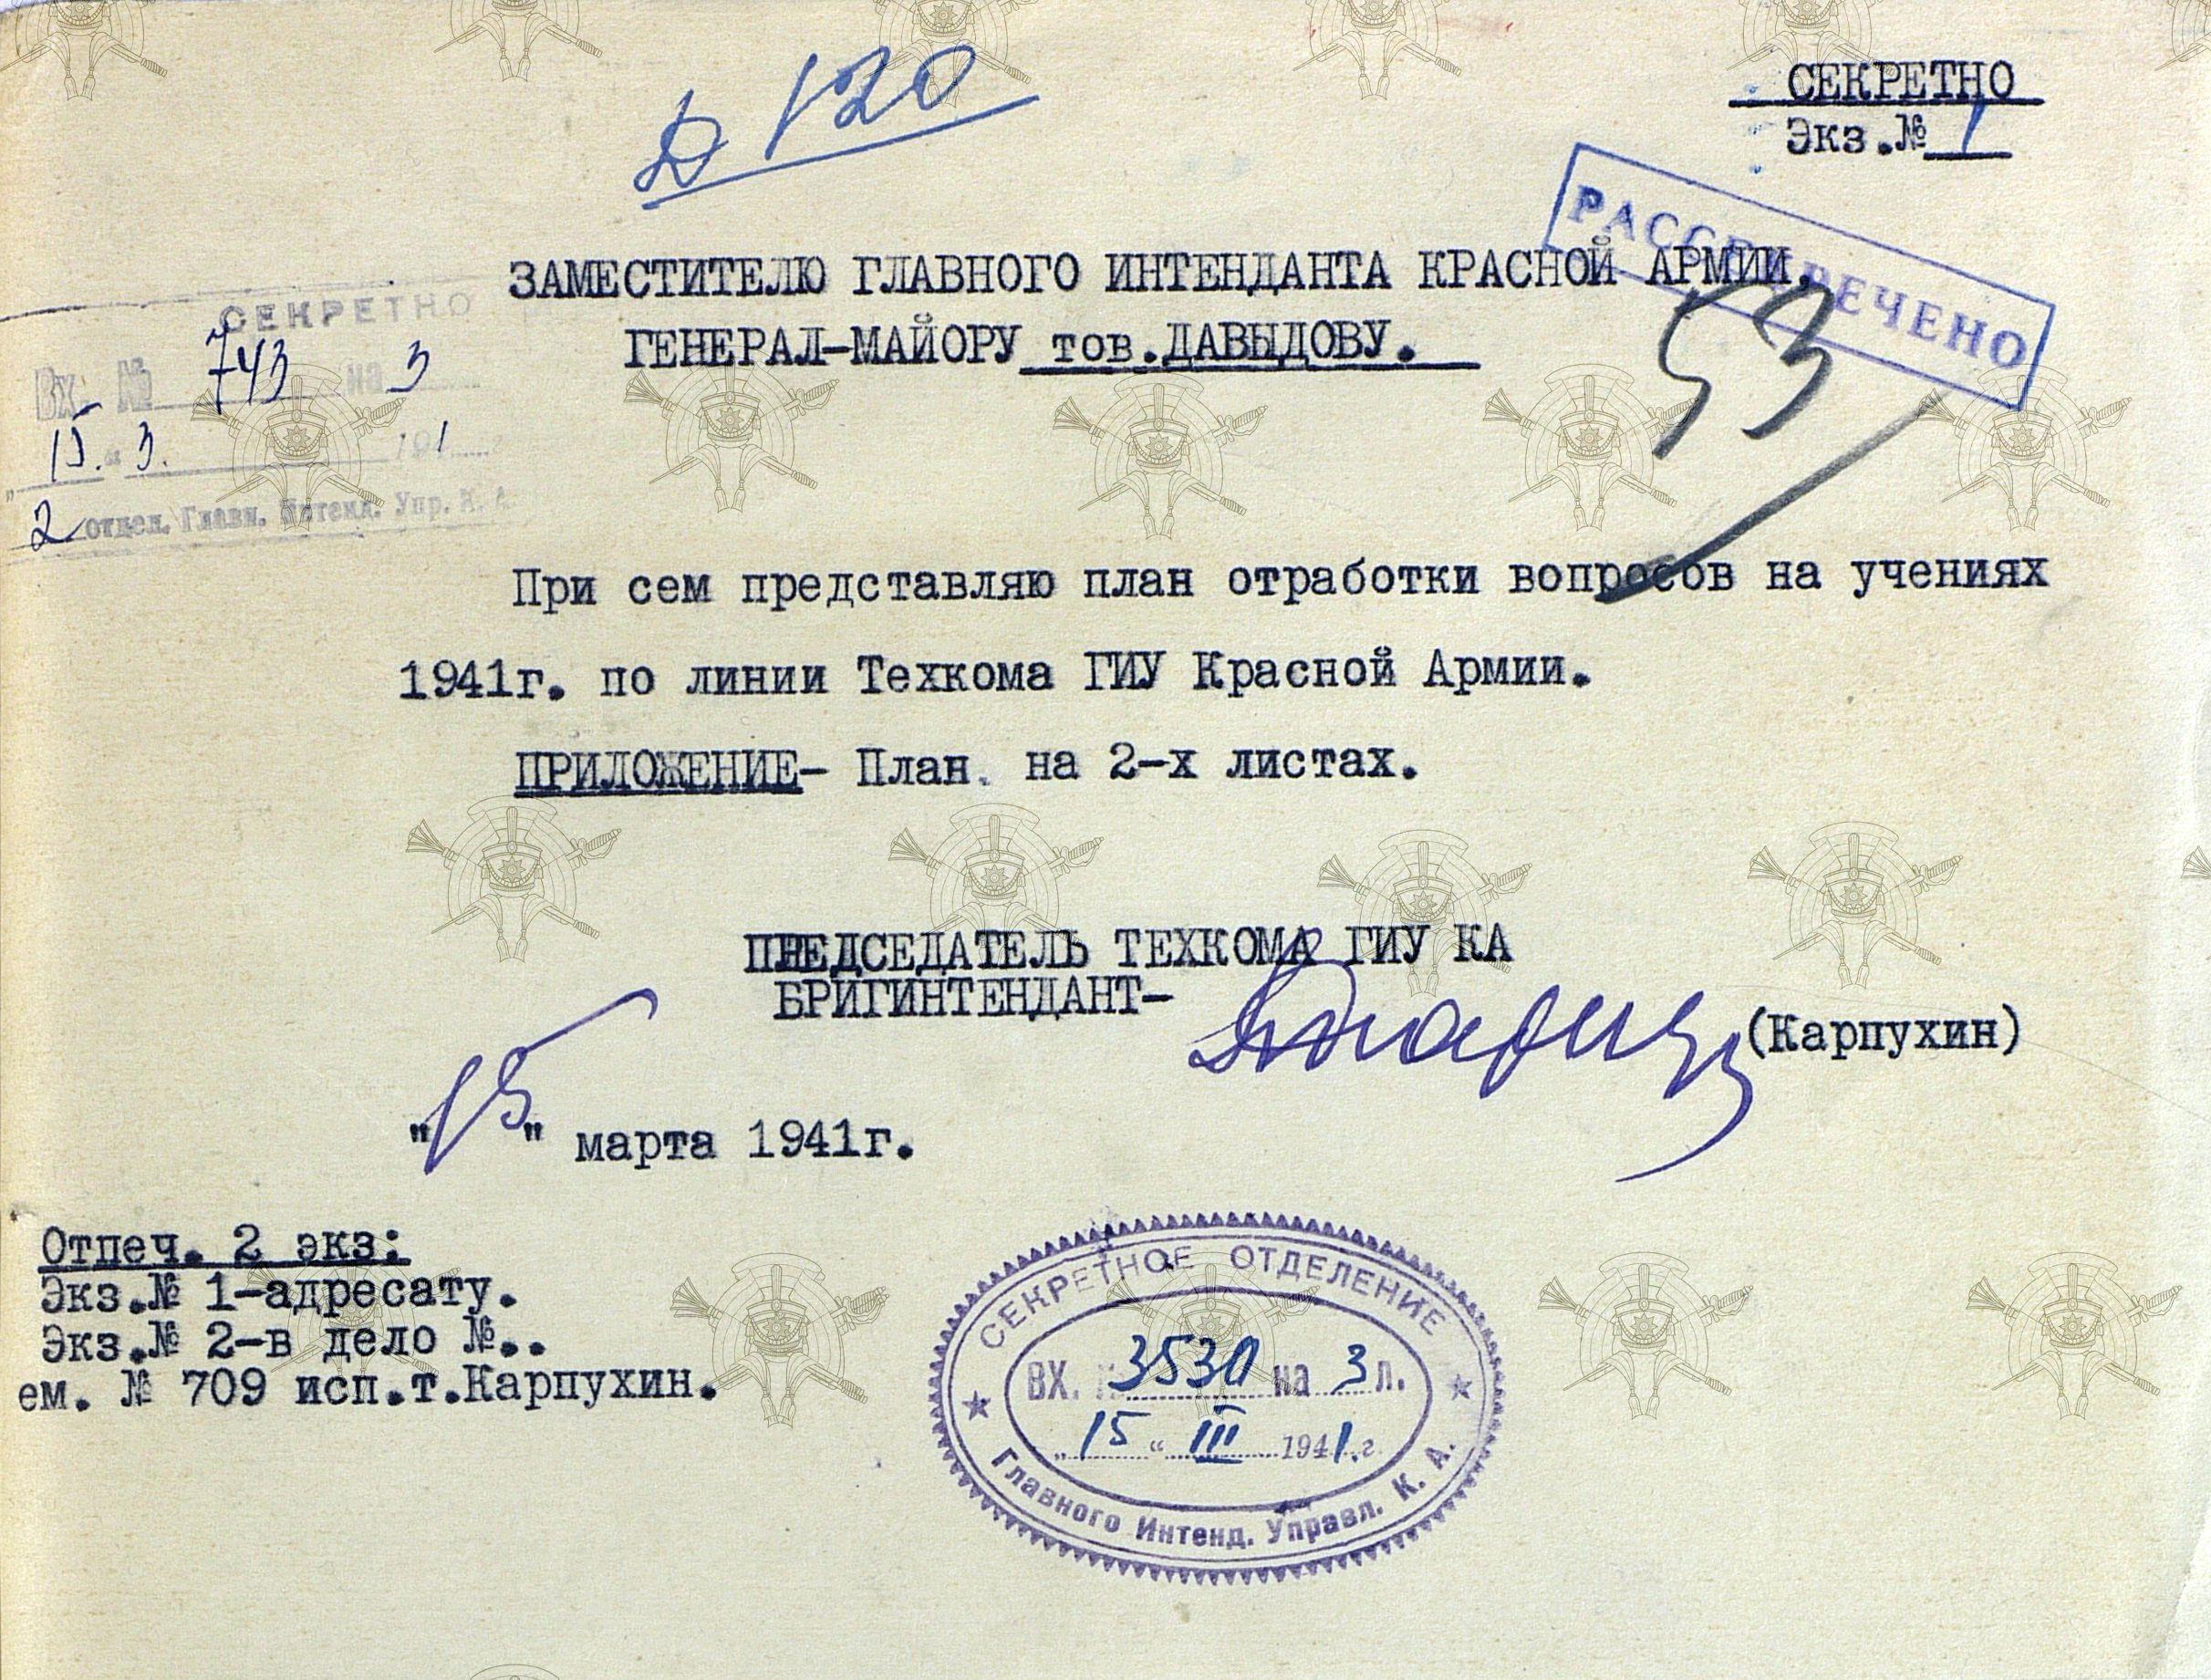 Д 120
СЕКРЕТНО
Экз.№ 1
РАССЕКРЕЧЕНО
ЗАМЕСТИТЕЛЮ ГЛАВНОГО ИНТЕНДАНТА КРАСНОЙ АРМИИ.
ГЕНЕРАЛ-МАЙОРУ тов.ДАВЫДОВУ.
53
СЕКРЕТНО
Вх. № 743 на 3
"15." 3. 1941 г.
2 отдел. Главн. Интенд. Упр. К. А.
При сем представляю план отработки вопросов на учениях
1941г. по линии Техкома ГИУ Красной Армии.
ПРИЛОЖЕНИЕ- План. на 2-х листах.
ПРЕДСЕДАТЕЛЬ ТЕХКОМА ГИУ КА
БРИГИНТЕНДАНТ-
(Карпухин)
"15" марта 1941г.
Отпеч. 2 экз:
Экз.№ 1-адресату.
Экз.№ 2-в дело №..
ем. № 709 исп.т.Карпухин.
СЕКРЕТНОЕ ОТДЕЛЕНИЕ
ВХ. № 3530 на 3 л.
"15" III 1941.г.
Главного Интенд. Управл. К. А.